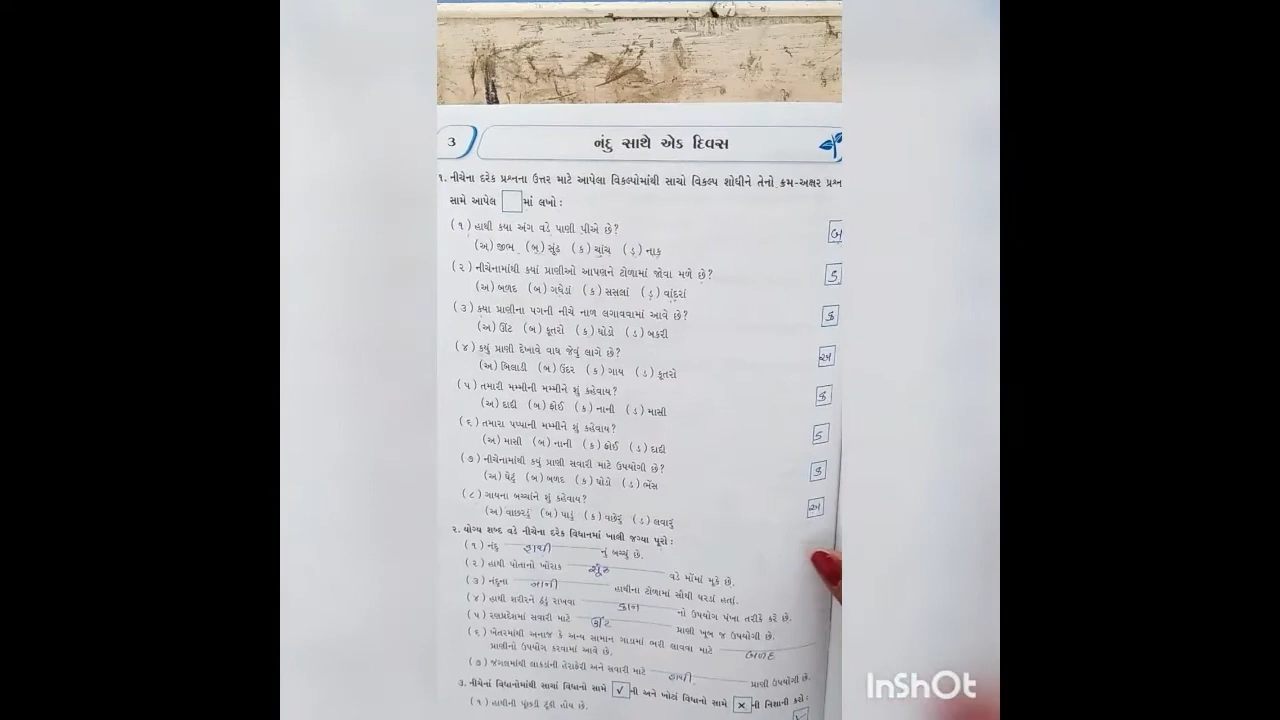 3 નંદુ સાથે એક દિવસ
૧. નીચેના દરેક પ્રશ્નના ઉત્તર માટે આપેલા વિકલ્પોમાંથી સાચો વિકલ્પ શોધીને તેનો ક્રમ-અક્ષર પ્રશ્ન
સામે આપેલ માં લખો :
(૧) હાથી કયા અંગ વડે પાણી પીએ છે? બ
(અ) જીભ (બ) સૂંઢ (ક) ચાંચ (ડ) નાક
(૨) નીચેનામાંથી કયાં પ્રાણીઓ આપણને ટોળામાં જોવા મળે છે? ડ
(અ) બળદ (બ) ગધેડાં (ક) સસલાં (ડ) વાંદરાં
(૩) કયા પ્રાણીના પગની નીચે નાળ લગાવવામાં આવે છે? ક
(અ) ઊંટ (બ) કૂતરો (ક) ઘોડો (ડ) બકરી
(૪) કયું પ્રાણી દેખાવે વાઘ જેવું લાગે છે? અ
(અ) બિલાડી (બ) ઉંદર (ક) ગાય (ડ) કૂતરો
(૫) તમારી મમ્મીની મમ્મીને શું કહેવાય? ક
(અ) દાદી (બ) ફોઈ (ક) નાની (ડ) માસી
(૬) તમારા પપ્પાની મમ્મીને શું કહેવાય? ડ
(અ) માસી (બ) નાની (ક) ફોઈ (ડ) દાદી
(૭) નીચેનામાંથી કયું પ્રાણી સવારી માટે ઉપયોગી છે? ક
(અ) ઘેટું (બ) બળદ (ક) ઘોડો (ડ) ભેંસ
(૮) ગાયના બચ્ચાંને શું કહેવાય? અ
(અ) વાછરડું (બ) પાડું (ક) વછેરું (ડ) લવારું
૨. યોગ્ય શબ્દ વડે નીચેના દરેક વિધાનમાં ખાલી જગ્યા પૂરો :
(૧) નંદુ હાથી નું બચ્ચું છે.
(૨) હાથી પોતાનો ખોરાક સૂંઢ વડે મોંમાં મૂકે છે.
(૩) નંદુના નાની હાથીના ટોળામાં સૌથી ઘરડાં હતાં.
(૪) હાથી શરીરને ઠંડું રાખવા કાન નો ઉપયોગ પંખા તરીકે કરે છે.
(૫) રણપ્રદેશમાં સવારી માટે ઊંટ પ્રાણી ખૂબ જ ઉપયોગી છે.
(૬) ખેતરમાંથી અનાજ કે અન્ય સામાન ગાડામાં ભરી લાવવા માટે બળદ
પ્રાણીનો ઉપયોગ કરવામાં આવે છે.
(૭) જંગલમાંથી લાકડાંની હેરાફેરી અને સવારી માટે હાથી પ્રાણી ઉપયોગી છે.
૩. નીચેનાં વિધાનોમાંથી સાચાં વિધાનો સામે ✓ ની અને ખોટાં વિધાનો સામે × ની નિશાની કરો :
(૧) હાથીની પૂંછડી ટૂંકી હોય છે. ✓
InShOt